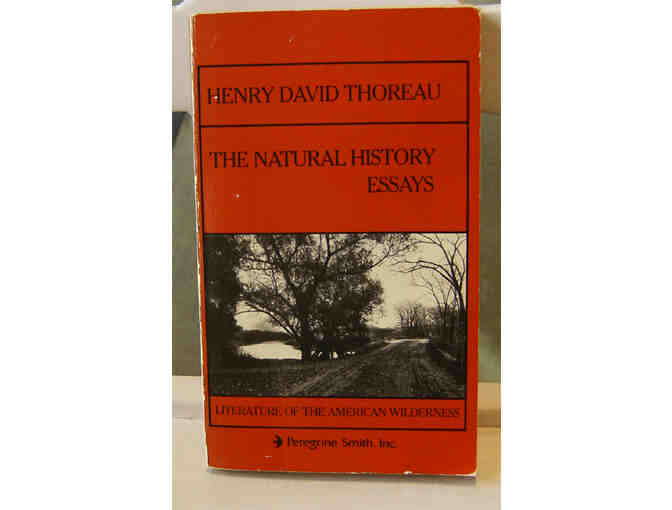 HENRY DAVID THOREAU
THE NATURAL HISTORY
ESSAYS
LITERATURE OF THE AMERICAN WILDERNESS
Peregrine Smith, Inc.